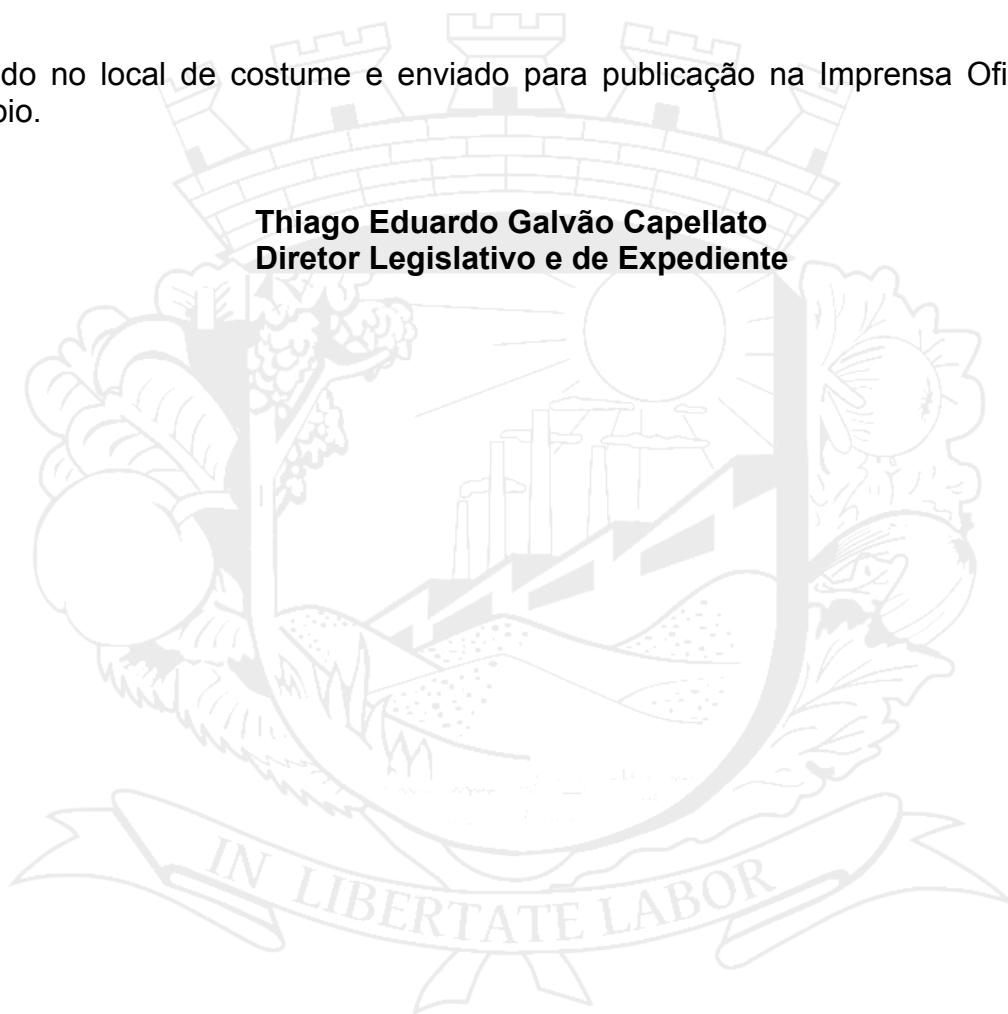 do no local de costume e enviado para publicação na Imprensa Ofi
pio.
Thiago Eduardo Galvão Capellato
Diretor Legislativo e de Expediente
IN LIBERTATE LABOR